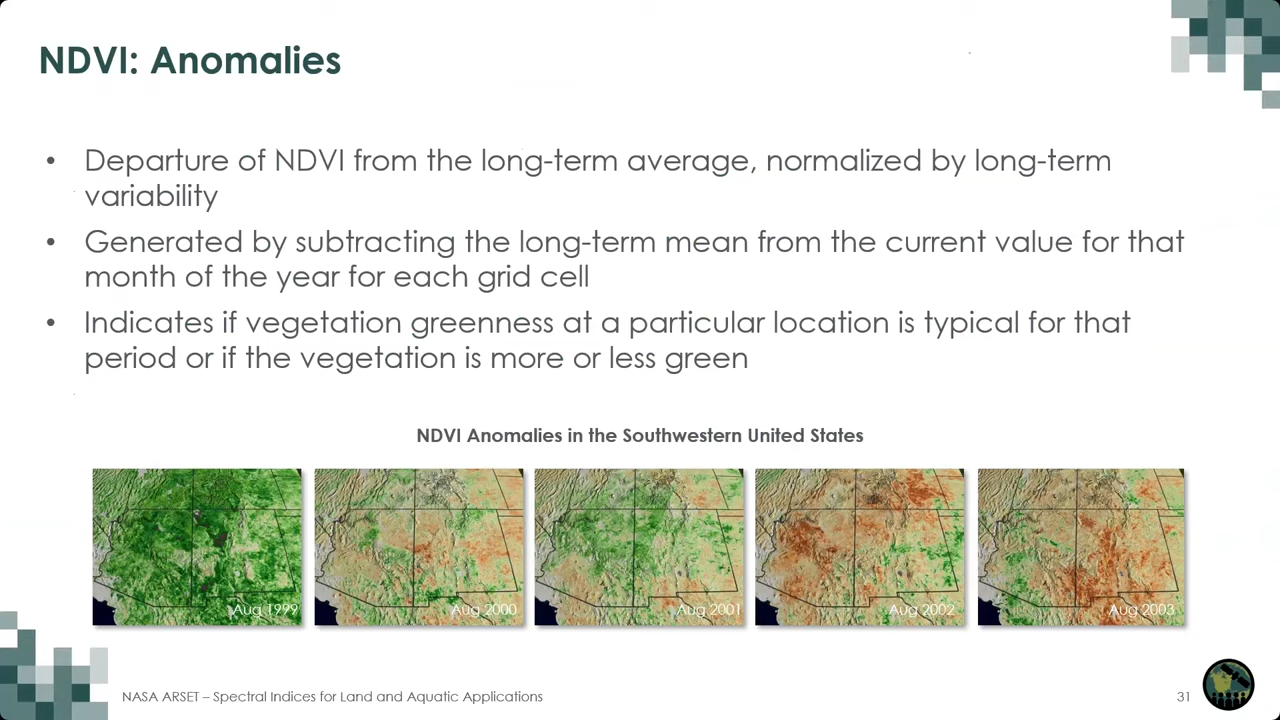 NDVI: Anomalies
• Departure of NDVI from the long-term average, normalized by long-term
variability
• Generated by subtracting the long-term mean from the current value for that
month of the year for each grid cell
• Indicates if vegetation greenness at a particular location is typical for that
period or if the vegetation is more or less green
NDVI Anomalies in the Southwestern United States
Aug 1999
Aug 2000
Aug 2001
Aug 2002
Aug 2003
NASA ARSET – Spectral Indices for Land and Aquatic Applications
31